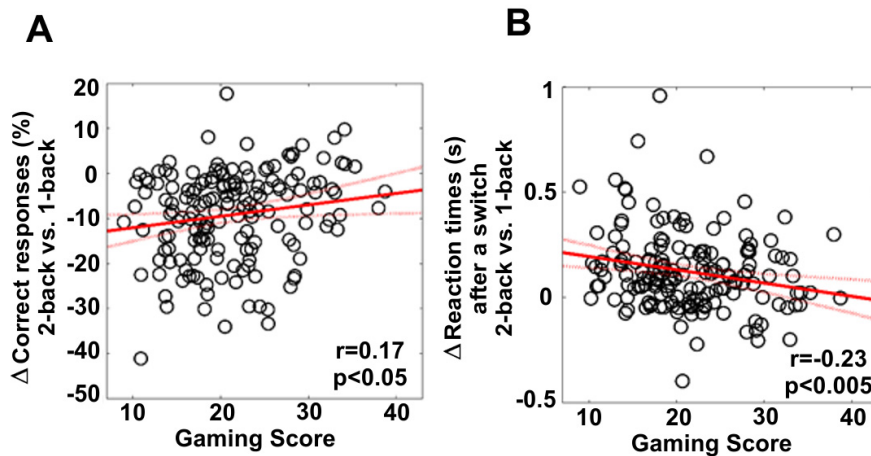 A
Δ Correct responses (%)
2-back vs. 1-back
20
10
0
-10
-20
-30
-40
-50
r=0.17
p<0.05
10
20
30
40
Gaming Score
B
Δ Reaction times (s)
after a switch
2-back vs. 1-back
1
0.5
0
-0.5
r=-0.23
p<0.005
10
20
30
40
Gaming Score